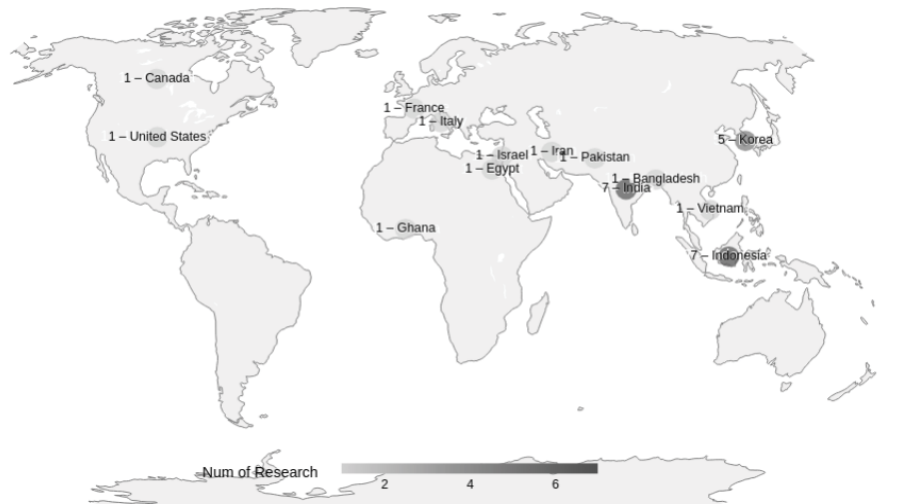 1 – Canada
1 – France
1 – Italy
1 – United States
5 – Korea
1 – Israel
1 – Iran
1 – Pakistan
1 – Egypt
1 – Bangladesh
7 – India
1 – Vietnam
1 – Ghana
7 – Indonesia
Num of Research
2 4 6